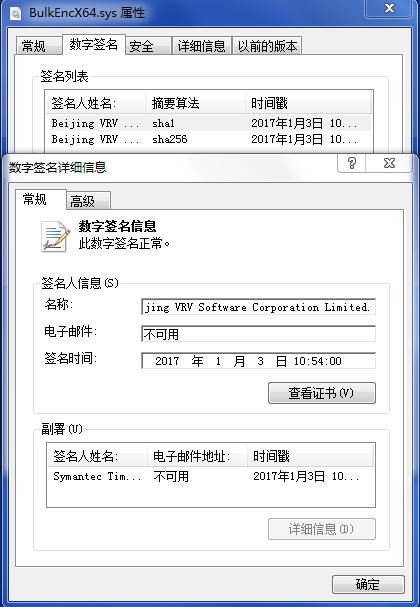 BulkEncX64.sys 属性
常规 数字签名 安全 详细信息 以前的版本
签名列表
签名人姓名: 摘要算法 时间戳
Beijing VRV ... sha1 2017年1月3日 10...
Beijing VRV ... sha256 2017年1月3日 10...
数字签名详细信息
常规 高级
数字签名信息
此数字签名正常。
签名人信息(S)
名称: jing VRV Software Corporation Limited.
电子邮件: 不可用
签名时间: 2017 年 1 月 3 日 10:54:00
查看证书(V)
副署(U)
签名人姓名: 电子邮件地址: 时间戳
Symantec Tim... 不可用 2017年1月3日 10...
详细信息(D)
确定